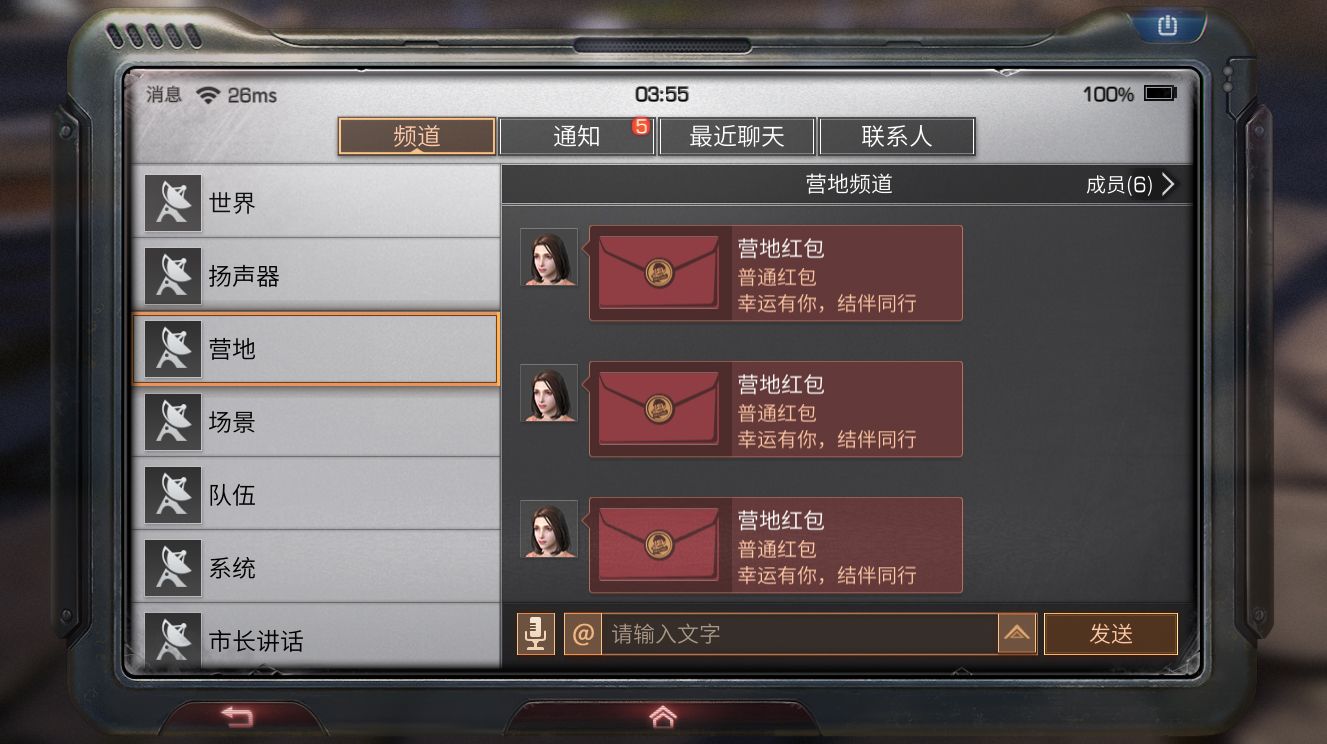 消息 26ms
03:55
100%
频道
通知 5
最近聊天
联系人
世界
扬声器
营地
场景
队伍
系统
市长讲话
营地频道
成员(6)
营地红包
普通红包
幸运有你，结伴同行
营地红包
普通红包
幸运有你，结伴同行
营地红包
普通红包
幸运有你，结伴同行
@ 请输入文字
发送